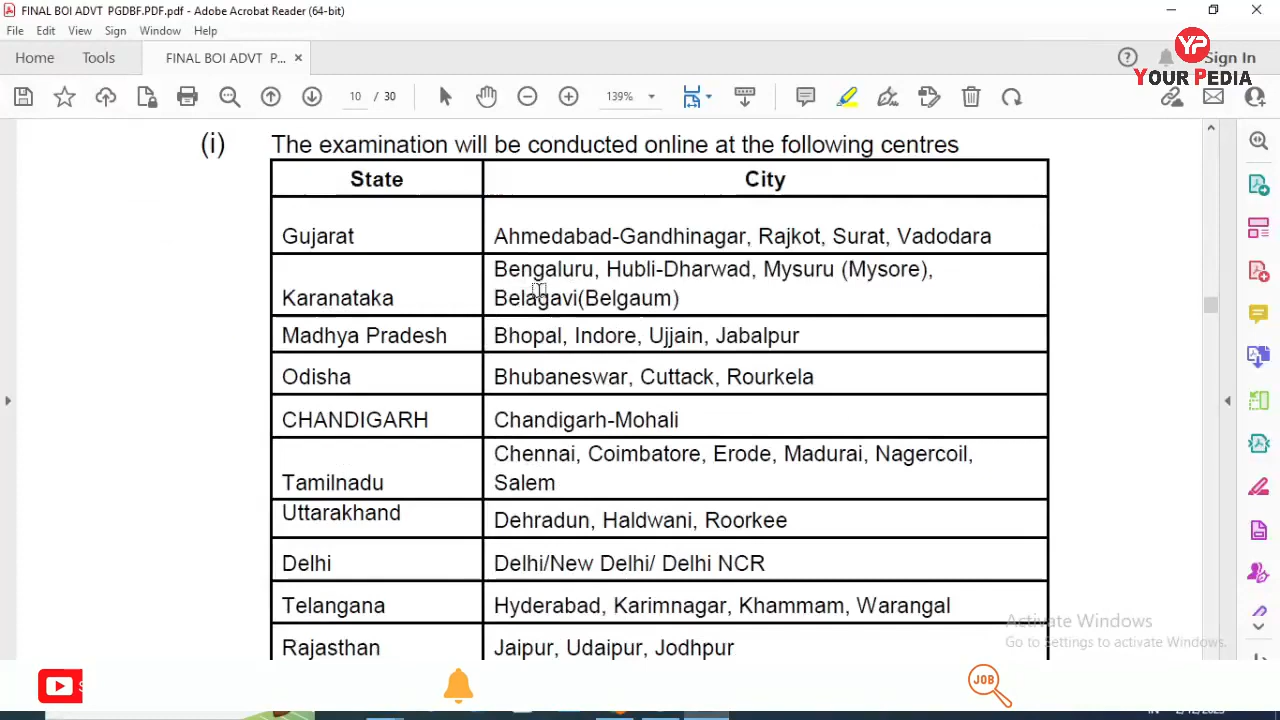 FINAL BOI ADVT PGDBF.PDF.pdf - Adobe Acrobat Reader (64-bit)
File Edit View Sign Window Help
Home Tools FINAL BOI ADVT P... × Sign In
YP
YOUR PEDIA
10 / 30 139%
(i) The examination will be conducted online at the following centres
State City
Gujarat Ahmedabad-Gandhinagar, Rajkot, Surat, Vadodara
Bengaluru, Hubli-Dharwad, Mysuru (Mysore),
Karanataka Belagavi(Belgaum)
Madhya Pradesh Bhopal, Indore, Ujjain, Jabalpur
Odisha Bhubaneswar, Cuttack, Rourkela
CHANDIGARH Chandigarh-Mohali
Chennai, Coimbatore, Erode, Madurai, Nagercoil,
Tamilnadu Salem
Uttarakhand Dehradun, Haldwani, Roorkee
Delhi Delhi/New Delhi/ Delhi NCR
Telangana Hyderabad, Karimnagar, Khammam, Warangal
Activate Windows
Go to Settings to activate Windows.
Rajasthan Jaipur, Udaipur, Jodhpur
JOB